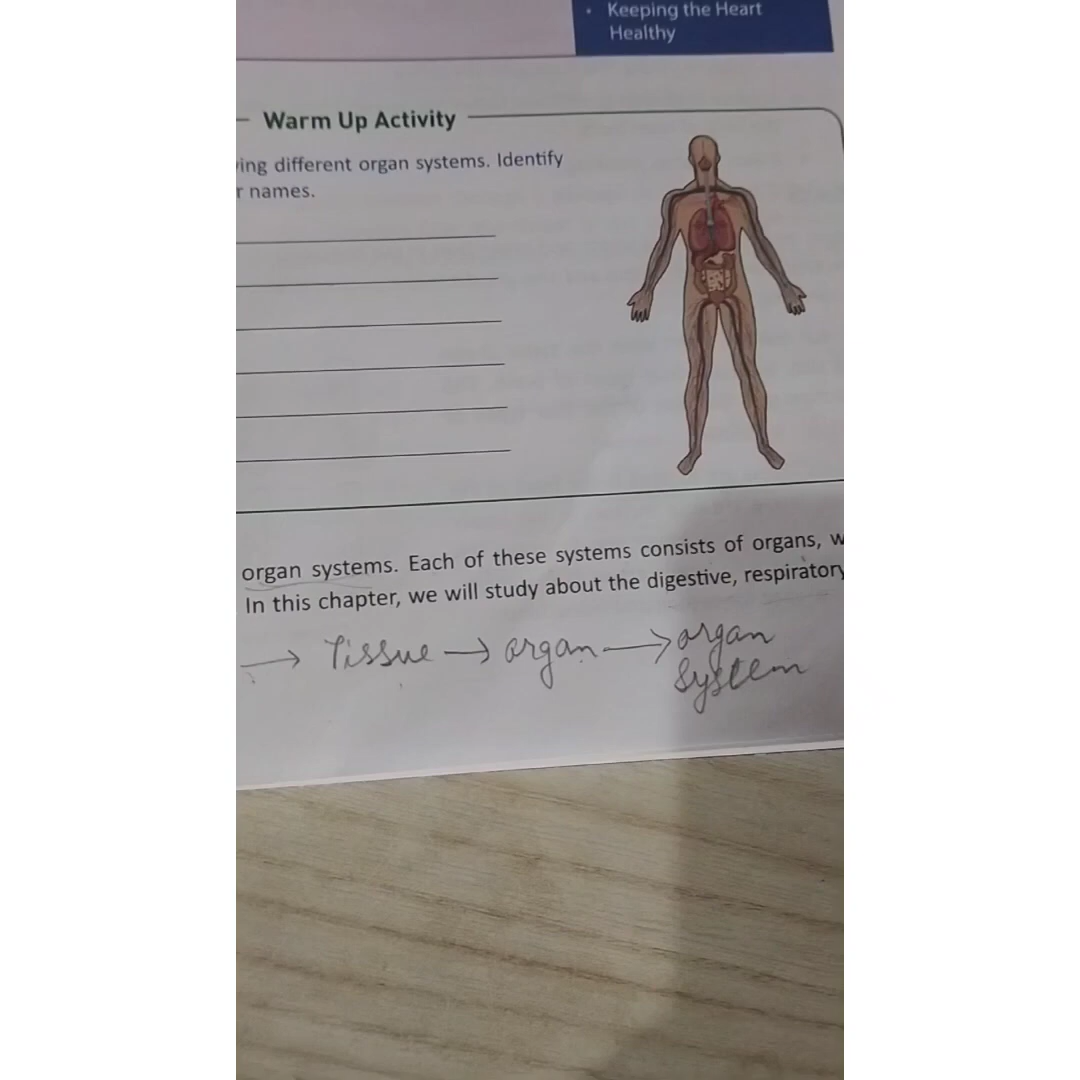 • Keeping the Heart
Healthy
Warm Up Activity
different organ systems. Identify
names.
organ systems. Each of these systems consists of organs,
In this chapter, we will study about the digestive, respiratory
→ Tissue → organ → organ
system